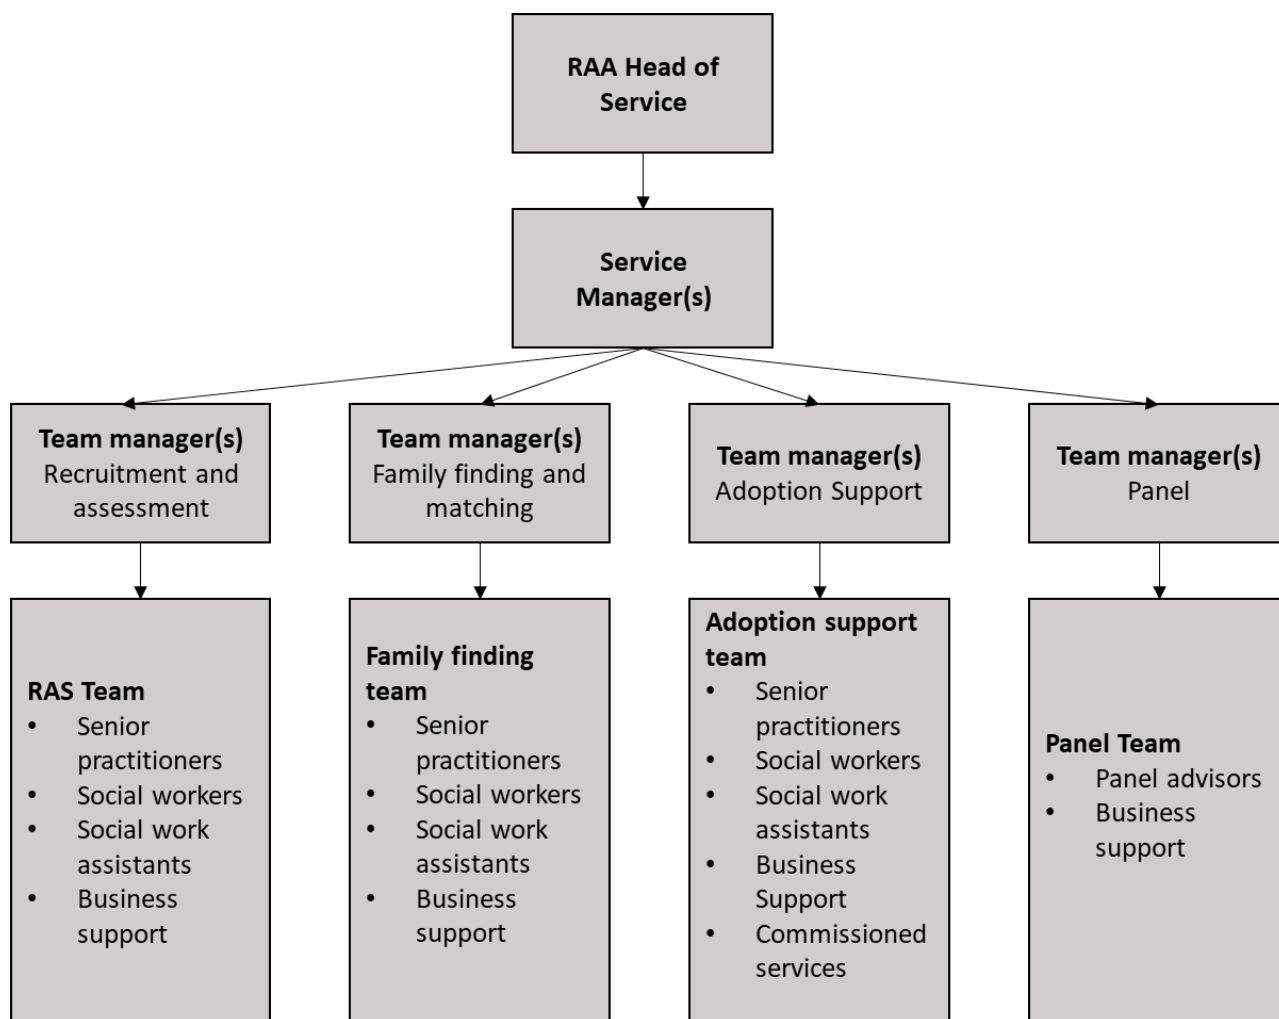 RAA Head of
Service
Service
Manager(s)
Team manager(s)
Recruitment and
assessment
Team manager(s)
Family finding and
matching
Team manager(s)
Adoption Support
Team manager(s)
Panel
RAS Team
• Senior
practitioners
• Social workers
• Social work
assistants
• Business
support
Family finding
team
• Senior
practitioners
• Social workers
• Social work
assistants
• Business
support
Adoption support
team
• Senior
practitioners
• Social workers
• Social work
assistants
• Business
Support
• Commissioned
services
Panel Team
• Panel advisors
• Business
support